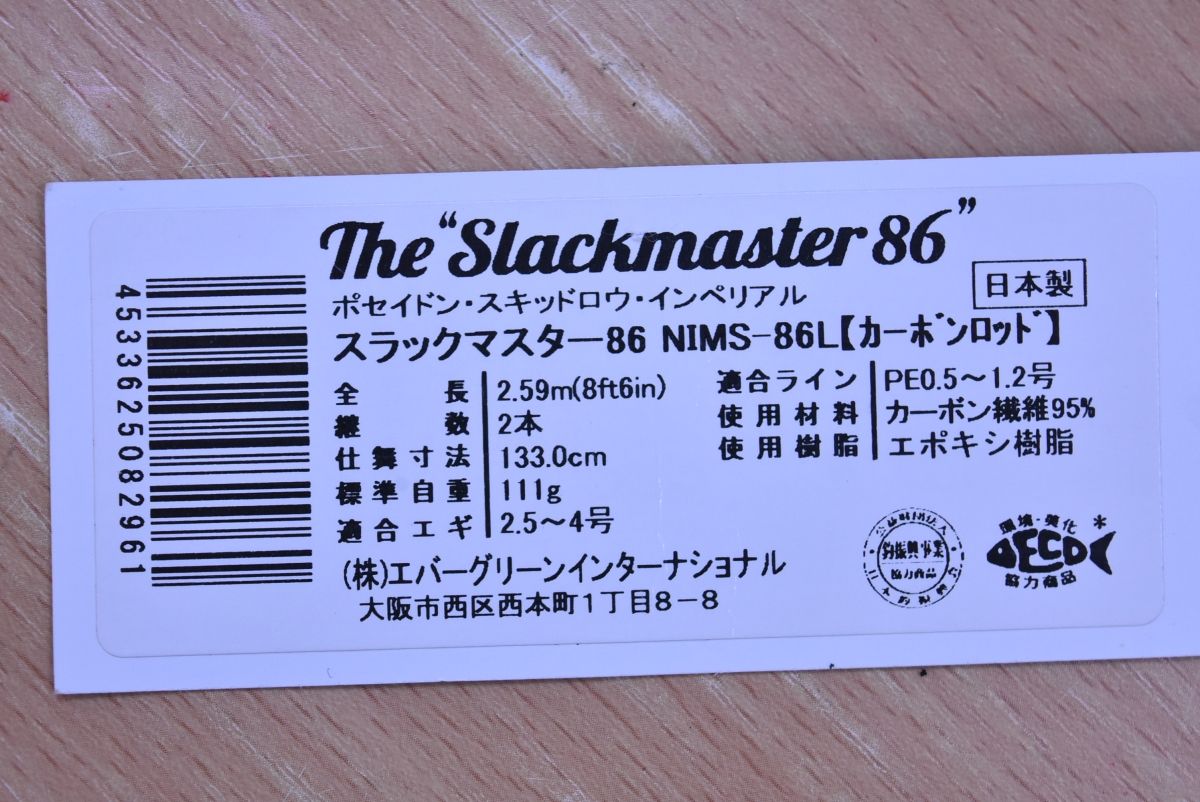 The “Slackmaster 86”
ポセイドン・スキッドロウ・インペリアル
日本製
スラックマスター86 NIMS-86L【カーボンロッド】
全長 2.59m(8ft6in)
継数 2本
仕舞寸法 133.0cm
標準自重 111g
適合エギ 2.5～4号
適合ライン PE0.5～1.2号
使用材料 カーボン繊維95%
使用樹脂 エポキシ樹脂
(株)エバーグリーンインターナショナル
大阪市西区西本町1丁目8-8
4533625082961
公益財団法人
釣振興事業
協力商品
環境・美化
ECO
協力商品
*